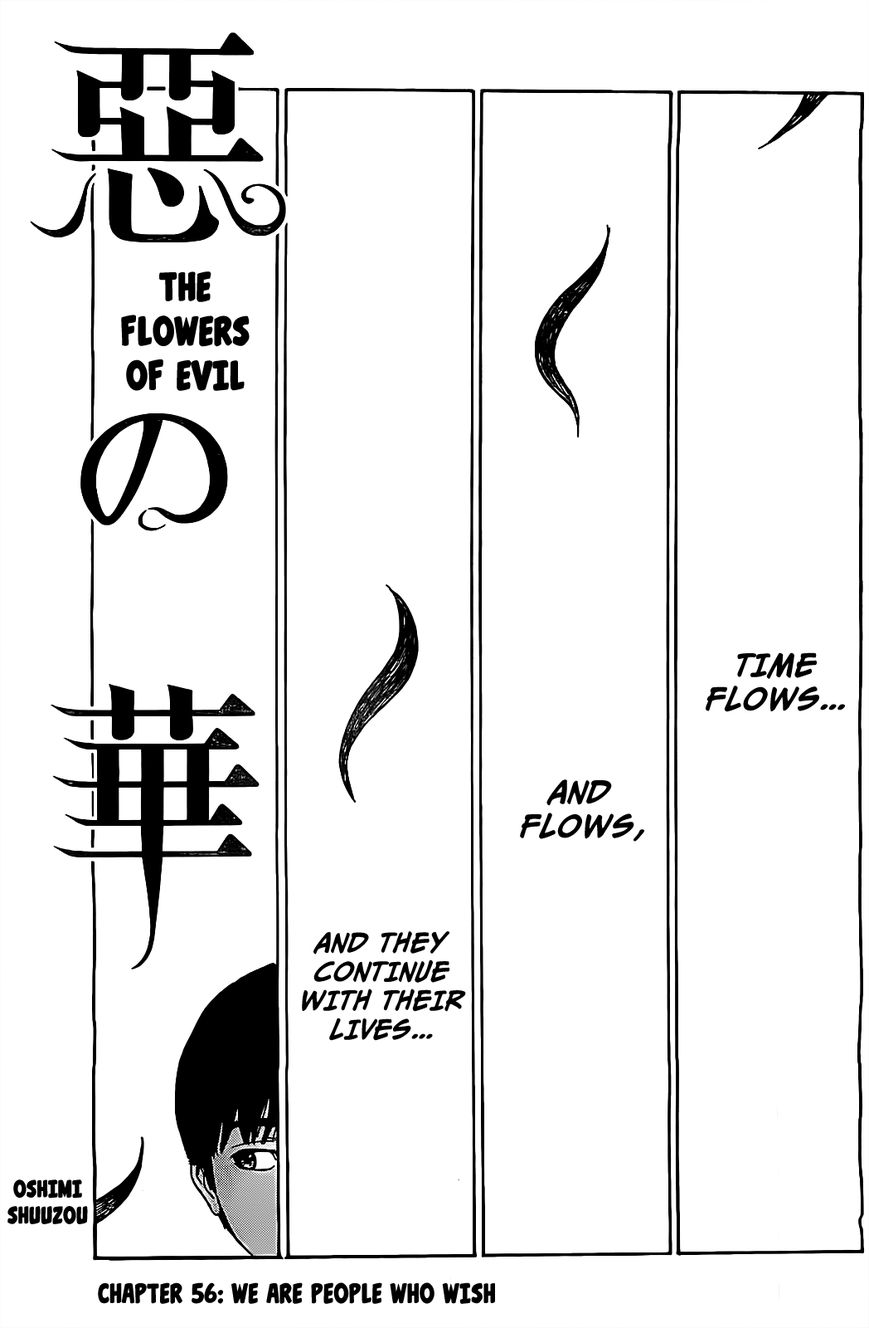 惡の華
THE
FLOWERS
OF EVIL
TIME
FLOWS...
AND
FLOWS,
AND THEY
CONTINUE
WITH THEIR
LIVES...
OSHIMI
SHUUZOU
CHAPTER 56: WE ARE PEOPLE WHO WISH